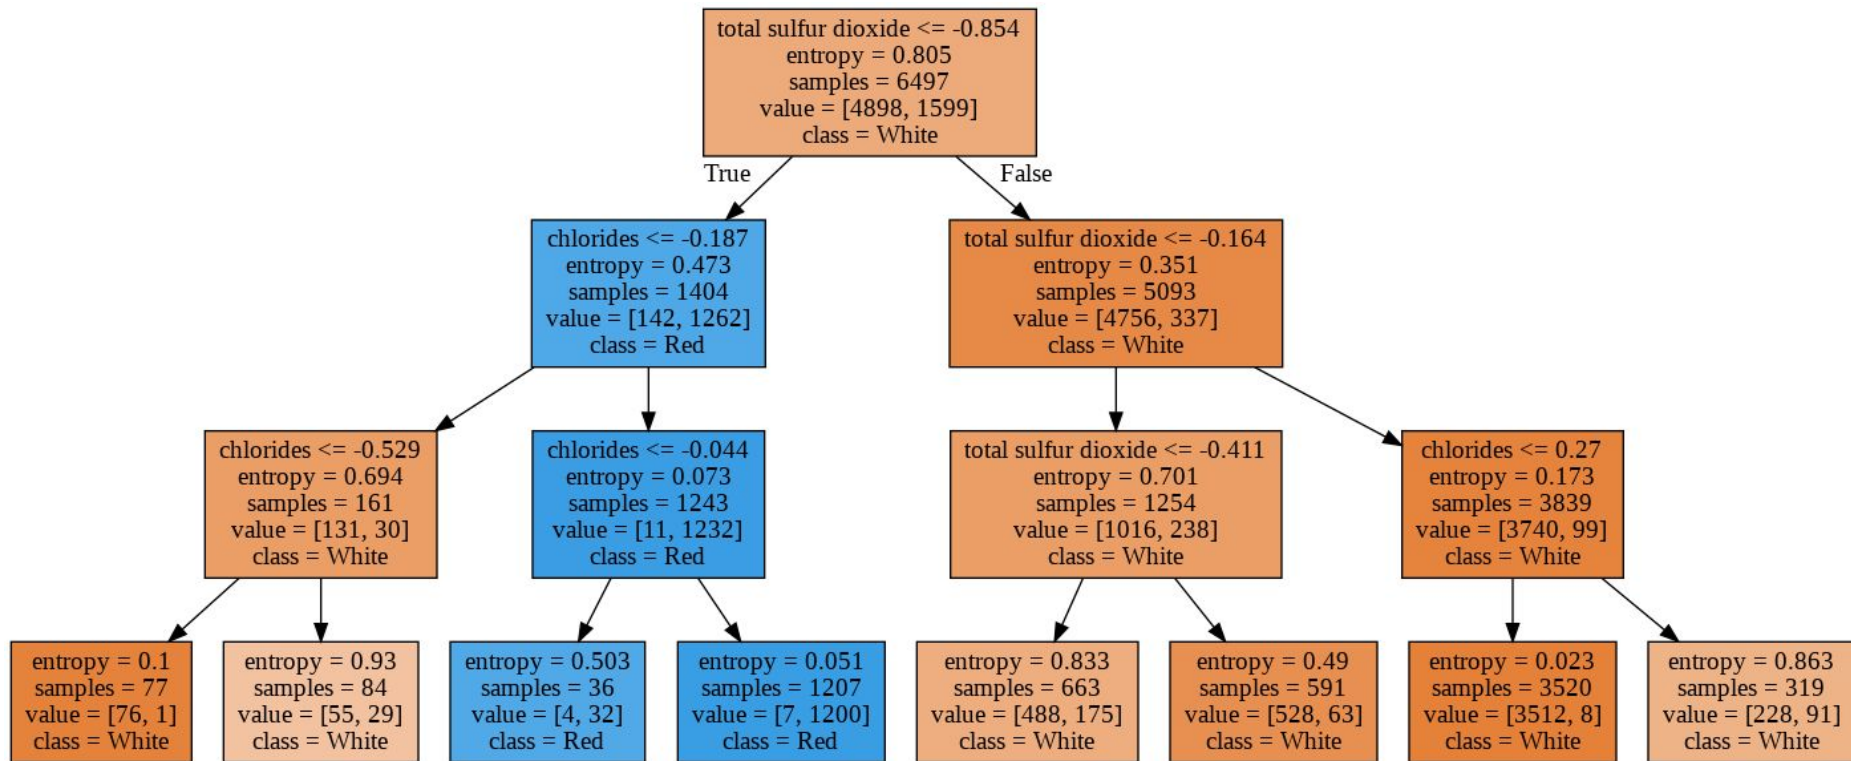 total sulfur dioxide <= -0.854
entropy = 0.805
samples = 6497
value = [4898, 1599]
class = White
True
False
chlorides <= -0.187
entropy = 0.473
samples = 1404
value = [142, 1262]
class = Red
total sulfur dioxide <= -0.164
entropy = 0.351
samples = 5093
value = [4756, 337]
class = White
chlorides <= -0.529
entropy = 0.694
samples = 161
value = [131, 30]
class = White
chlorides <= -0.044
entropy = 0.073
samples = 1243
value = [11, 1232]
class = Red
total sulfur dioxide <= -0.411
entropy = 0.701
samples = 1254
value = [1016, 238]
class = White
chlorides <= 0.27
entropy = 0.173
samples = 3839
value = [3740, 99]
class = White
entropy = 0.1
samples = 77
value = [76, 1]
class = White
entropy = 0.93
samples = 84
value = [55, 29]
class = White
entropy = 0.503
samples = 36
value = [4, 32]
class = Red
entropy = 0.051
samples = 1207
value = [7, 1200]
class = Red
entropy = 0.833
samples = 663
value = [488, 175]
class = White
entropy = 0.49
samples = 591
value = [528, 63]
class = White
entropy = 0.023
samples = 3520
value = [3512, 8]
class = White
entropy = 0.863
samples = 319
value = [228, 91]
class = White